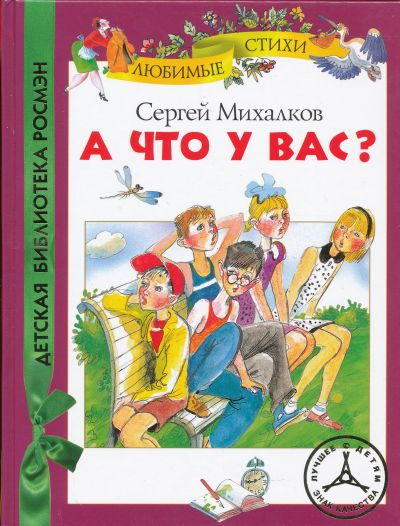 ЛЮБИМЫЕ СТИХИ
Сергей Михалков
А ЧТО У ВАС?
ДЕТСКАЯ БИБЛИОТЕКА РОСМЭН
ЛУЧШЕЕ - ДЕТЯМ
ЗНАК КАЧЕСТВА